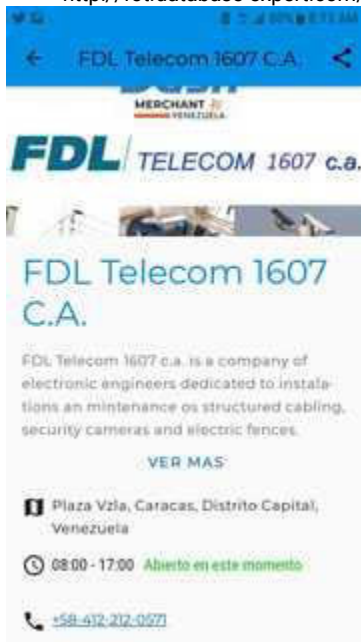 FDL Telecom 1607 C.A.
MERCHANT
VENEZUELA
FDL TELECOM 1607 c.a.
FDL Telecom 1607
C.A.
FDL Telecom 1607 c.a. is a company of
electronic engineers dedicated to instala-
tions an mintenance os structured cabling,
security cameras and electric fences.
VER MAS
Plaza Vzla, Caracas, Distrito Capital,
Venezuela
08:00 - 17:00 Abierto en este momento
+58-412-212-0571